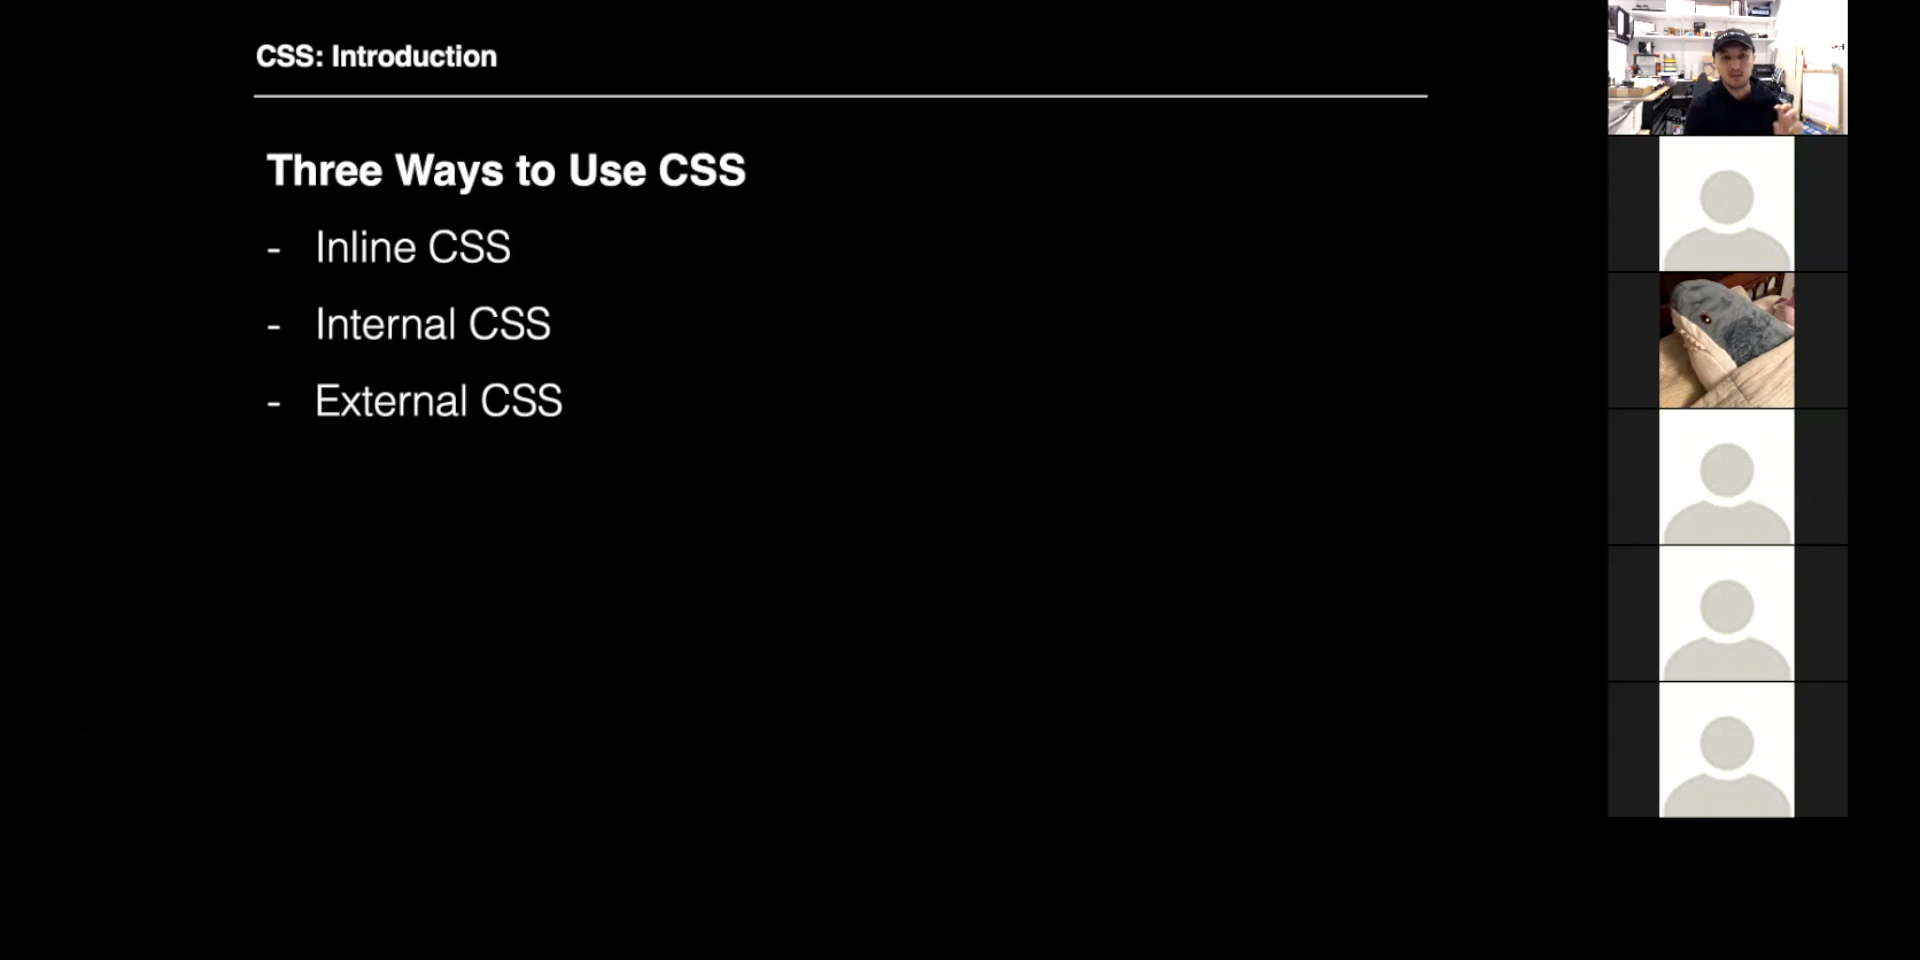 CSS: Introduction
Three Ways to Use CSS
- Inline CSS
- Internal CSS
- External CSS